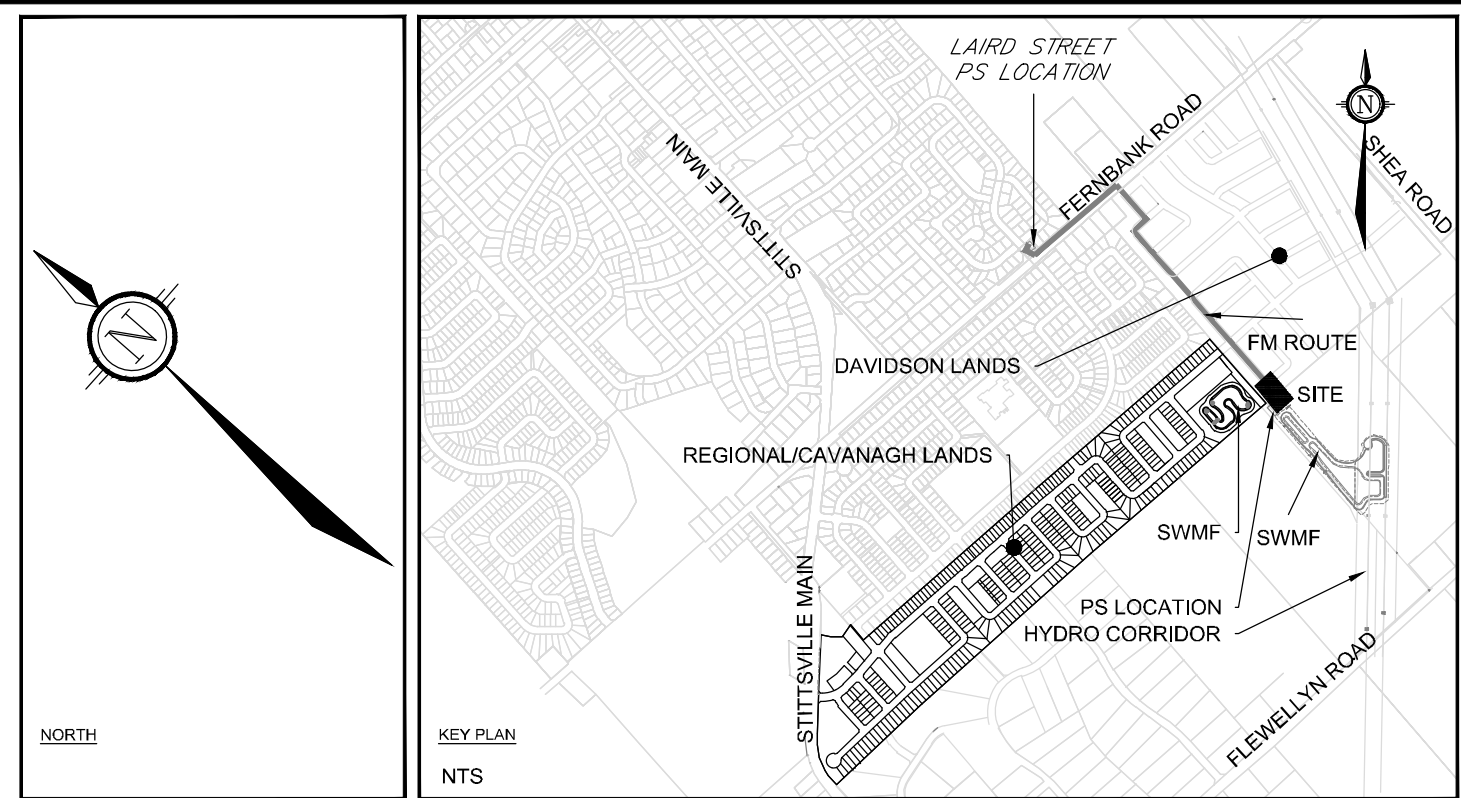 N
NORTH
LAIRD STREET
PS LOCATION
N
FERNBANK ROAD
STITTSVILLE MAIN
SHEA ROAD
FM ROUTE
DAVIDSON LANDS
SITE
REGIONAL/CAVANAGH LANDS
SWMF
SWMF
PS LOCATION
HYDRO CORRIDOR
STITTSVILLE MAIN
FLEWELLYN ROAD
KEY PLAN
NTS